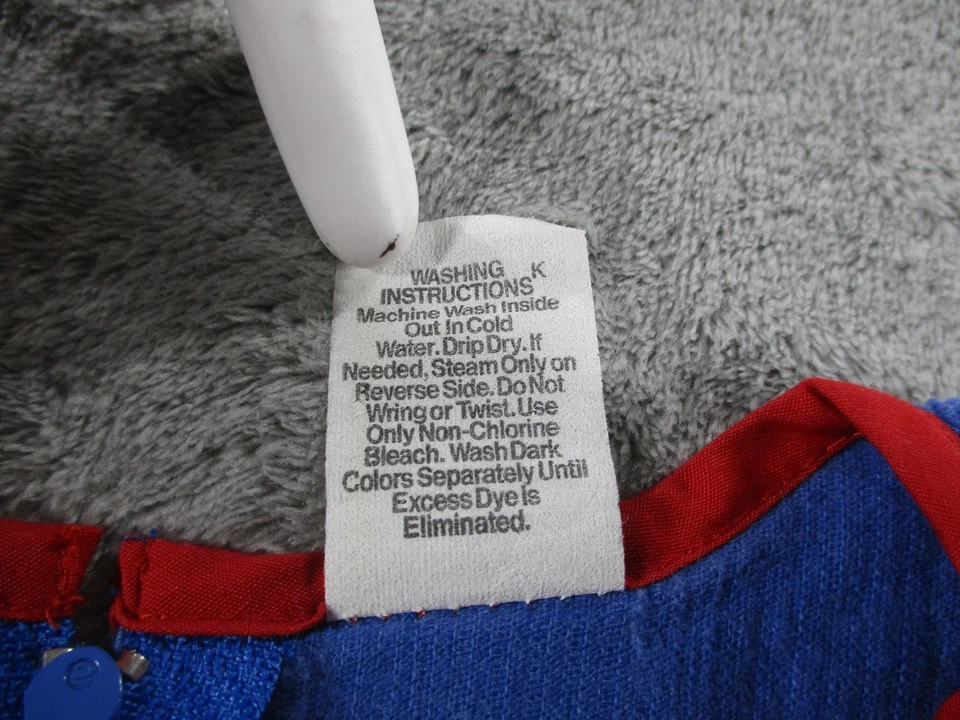 WASHING K
INSTRUCTIONS
Machine Wash Inside
Out In Cold
Water. Drip Dry. If
Needed, Steam Only on
Reverse Side. Do Not
Wring or Twist. Use
Only Non-Chlorine
Bleach. Wash Dark
Colors Separately Until
Excess Dye Is
Eliminated.
e